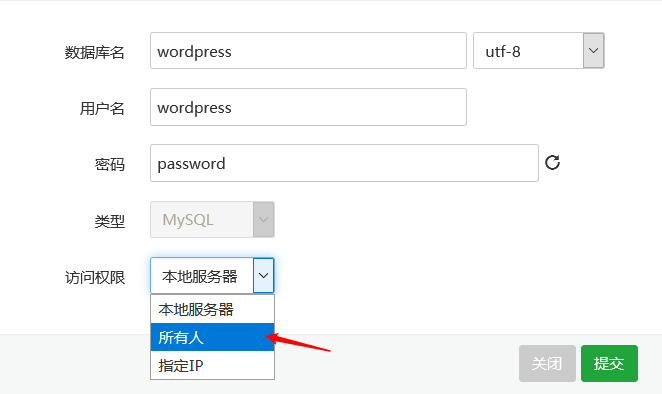 数据库名 wordpress utf-8
用户名 wordpress
密码 password
类型 MySQL
访问权限 本地服务器
本地服务器
所有人
指定IP
关闭 提交